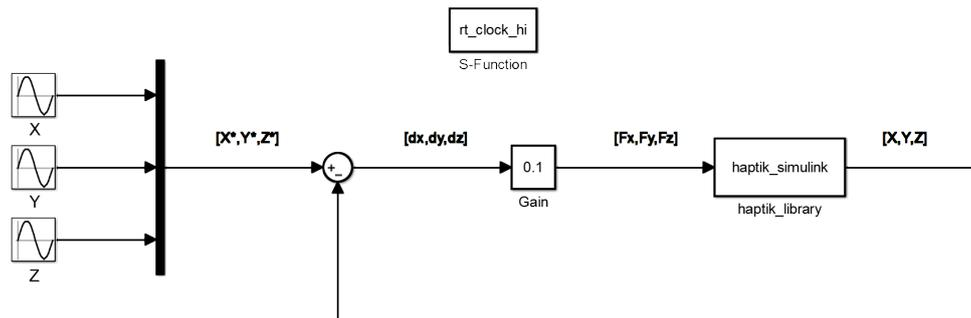 rt_clock_hi
S-Function
X
[X*,Y*,Z*]
[dx,dy,dz]
[Fx,Fy,Fz]
[X,Y,Z]
+
−
0.1
haptik_simulink
Y
Gain
haptik_library
Z